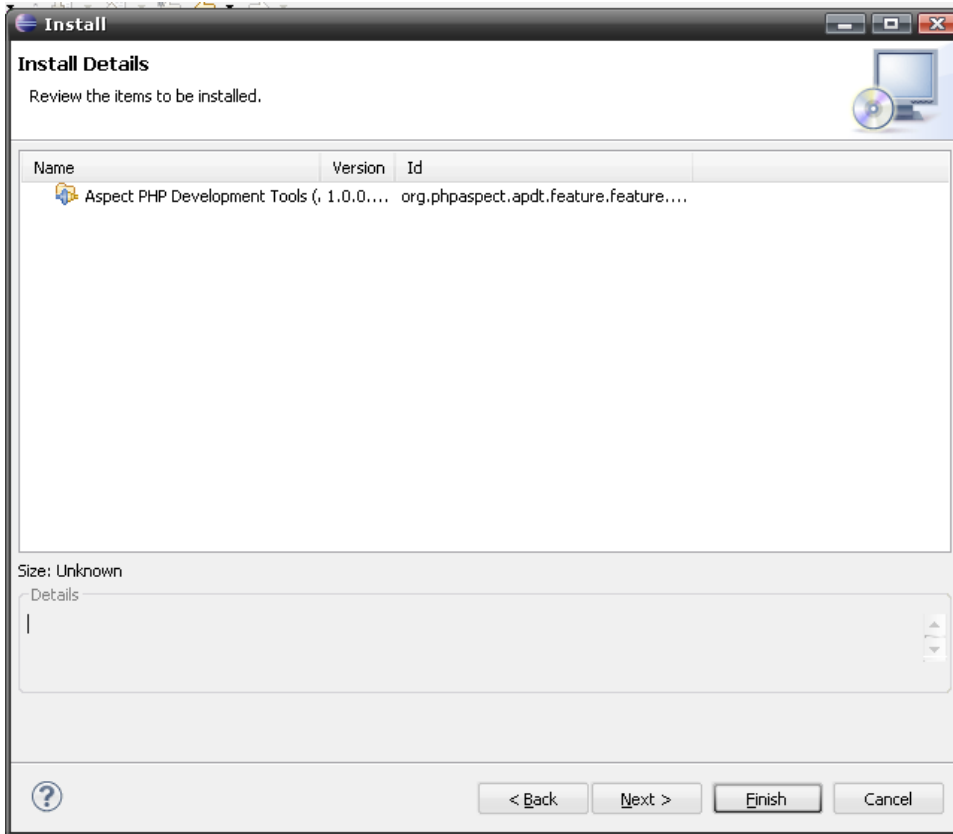 Install
Install Details
Review the items to be installed.
Name Version Id
Aspect PHP Development Tools (, 1.0.0.... org.phpaspect.apdt.feature.feature....
Size: Unknown
Details
< Back Next > Finish Cancel